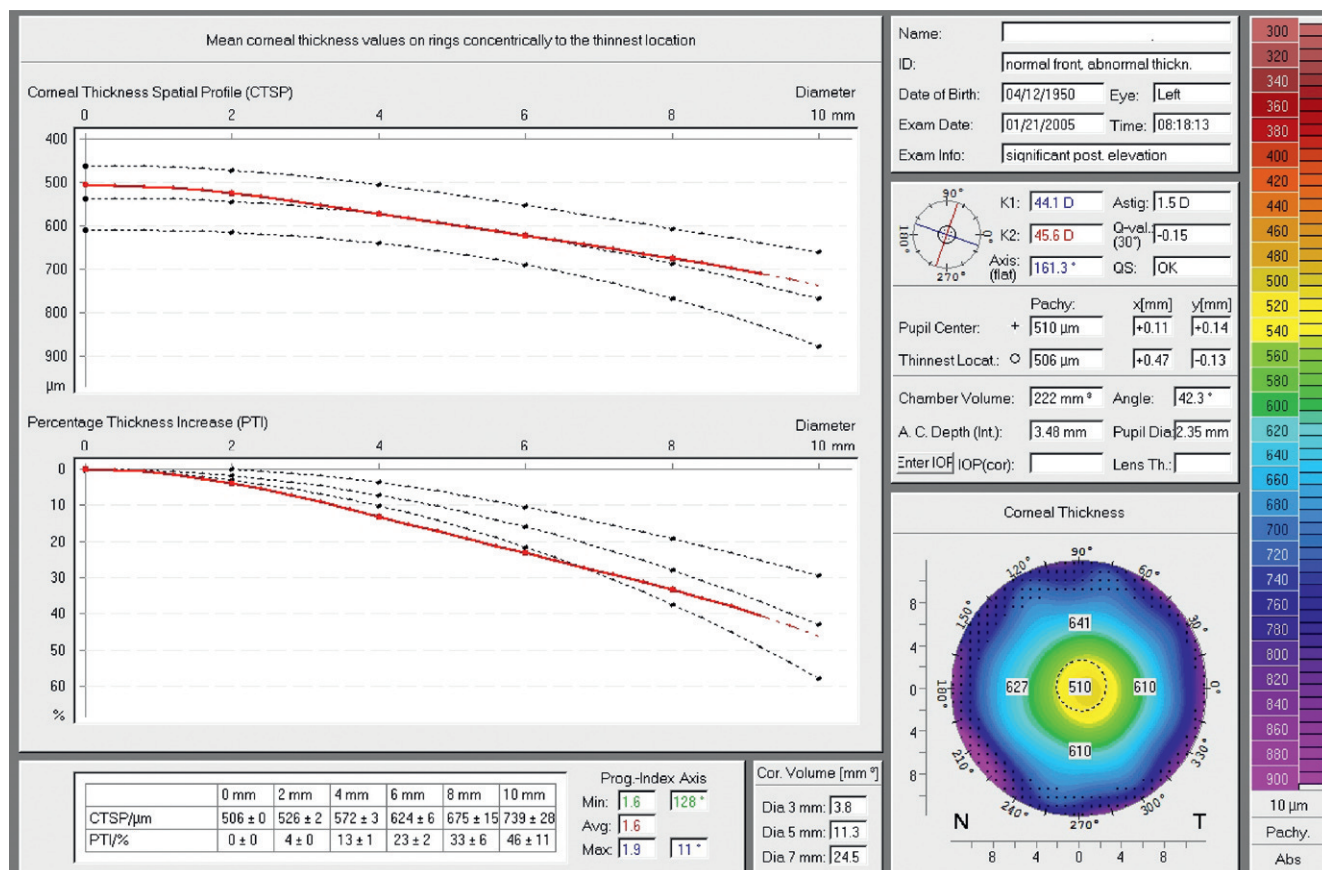 Mean corneal thickness values on rings concentrically to the thinnest location
Corneal Thickness Spatial Profile (CTSP) Diameter
0 2 4 6 8 10 mm
400
500
600
700
800
900
µm
Percentage Thickness Increase (PTI) Diameter
0 2 4 6 8 10 mm
0
10
20
30
40
50
60
%
0 mm 2 mm 4 mm 6 mm 8 mm 10 mm
CTSP/µm 506 ± 0 526 ± 2 572 ± 3 624 ± 6 675 ± 15 739 ± 28
PTI/% 0 ± 0 4 ± 0 13 ± 1 23 ± 2 33 ± 6 46 ± 11
Prog.-Index Axis
Min: 1.6 128 °
Avg: 1.6
Max: 1.9 11 °
Cor. Volume [mm ³]
Dia 3 mm: 3.8
Dia 5 mm: 11.3
Dia 7 mm: 24.5
Name:
ID: normal front, abnormal thickn.
Date of Birth: 04/12/1950 Eye: Left
Exam Date: 01/21/2005 Time: 08:18:13
Exam Info: significant post. elevation
90°
180° 0°
270°
K1: 44.1 D Astig: 1.5 D
K2: 45.6 D Q-val.: (30°) -0.15
Axis: (flat) 161.3 ° QS: OK
Pachy: x[mm] y[mm]
Pupil Center: + 510 µm +0.11 +0.14
Thinnest Locat.: O 506 µm +0.47 -0.13
Chamber Volume: 222 mm ³ Angle: 42.3 °
A. C. Depth (Int.): 3.48 mm Pupil Dia: 2.35 mm
Enter IOP IOP(cor): Lens Th.:
Corneal Thickness
90°
120° 60°
150° 30°
180° 0°
210° 330°
240° 300°
270°
8
4
0
4
8
641
627 510 610
610
N T
8 4 0 4 8
300
320
340
360
380
400
420
440
460
480
500
520
540
560
580
600
620
640
660
680
700
720
740
760
780
800
820
840
860
880
900
10 µm
Pachy.
Abs